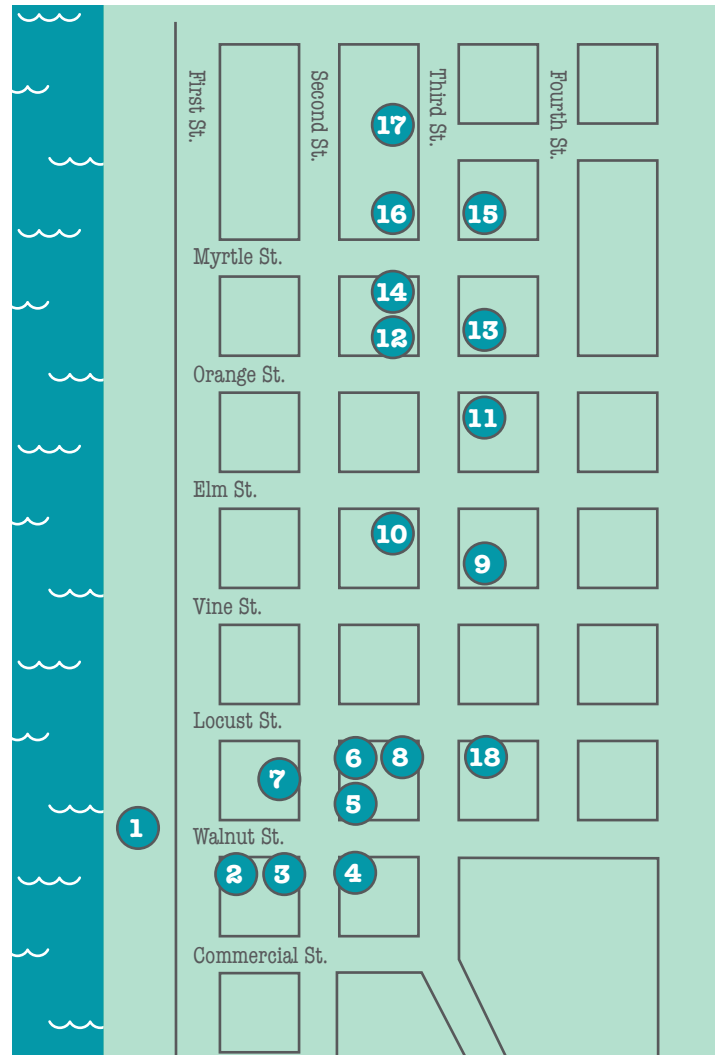 First St.
Second St.
Third St.
Fourth St.
17
16
15
Myrtle St.
14
12
13
Orange St.
11
Elm St.
10
9
Vine St.
Locust St.
6
8
18
7
5
1
Walnut St.
2
3
4
Commercial St.